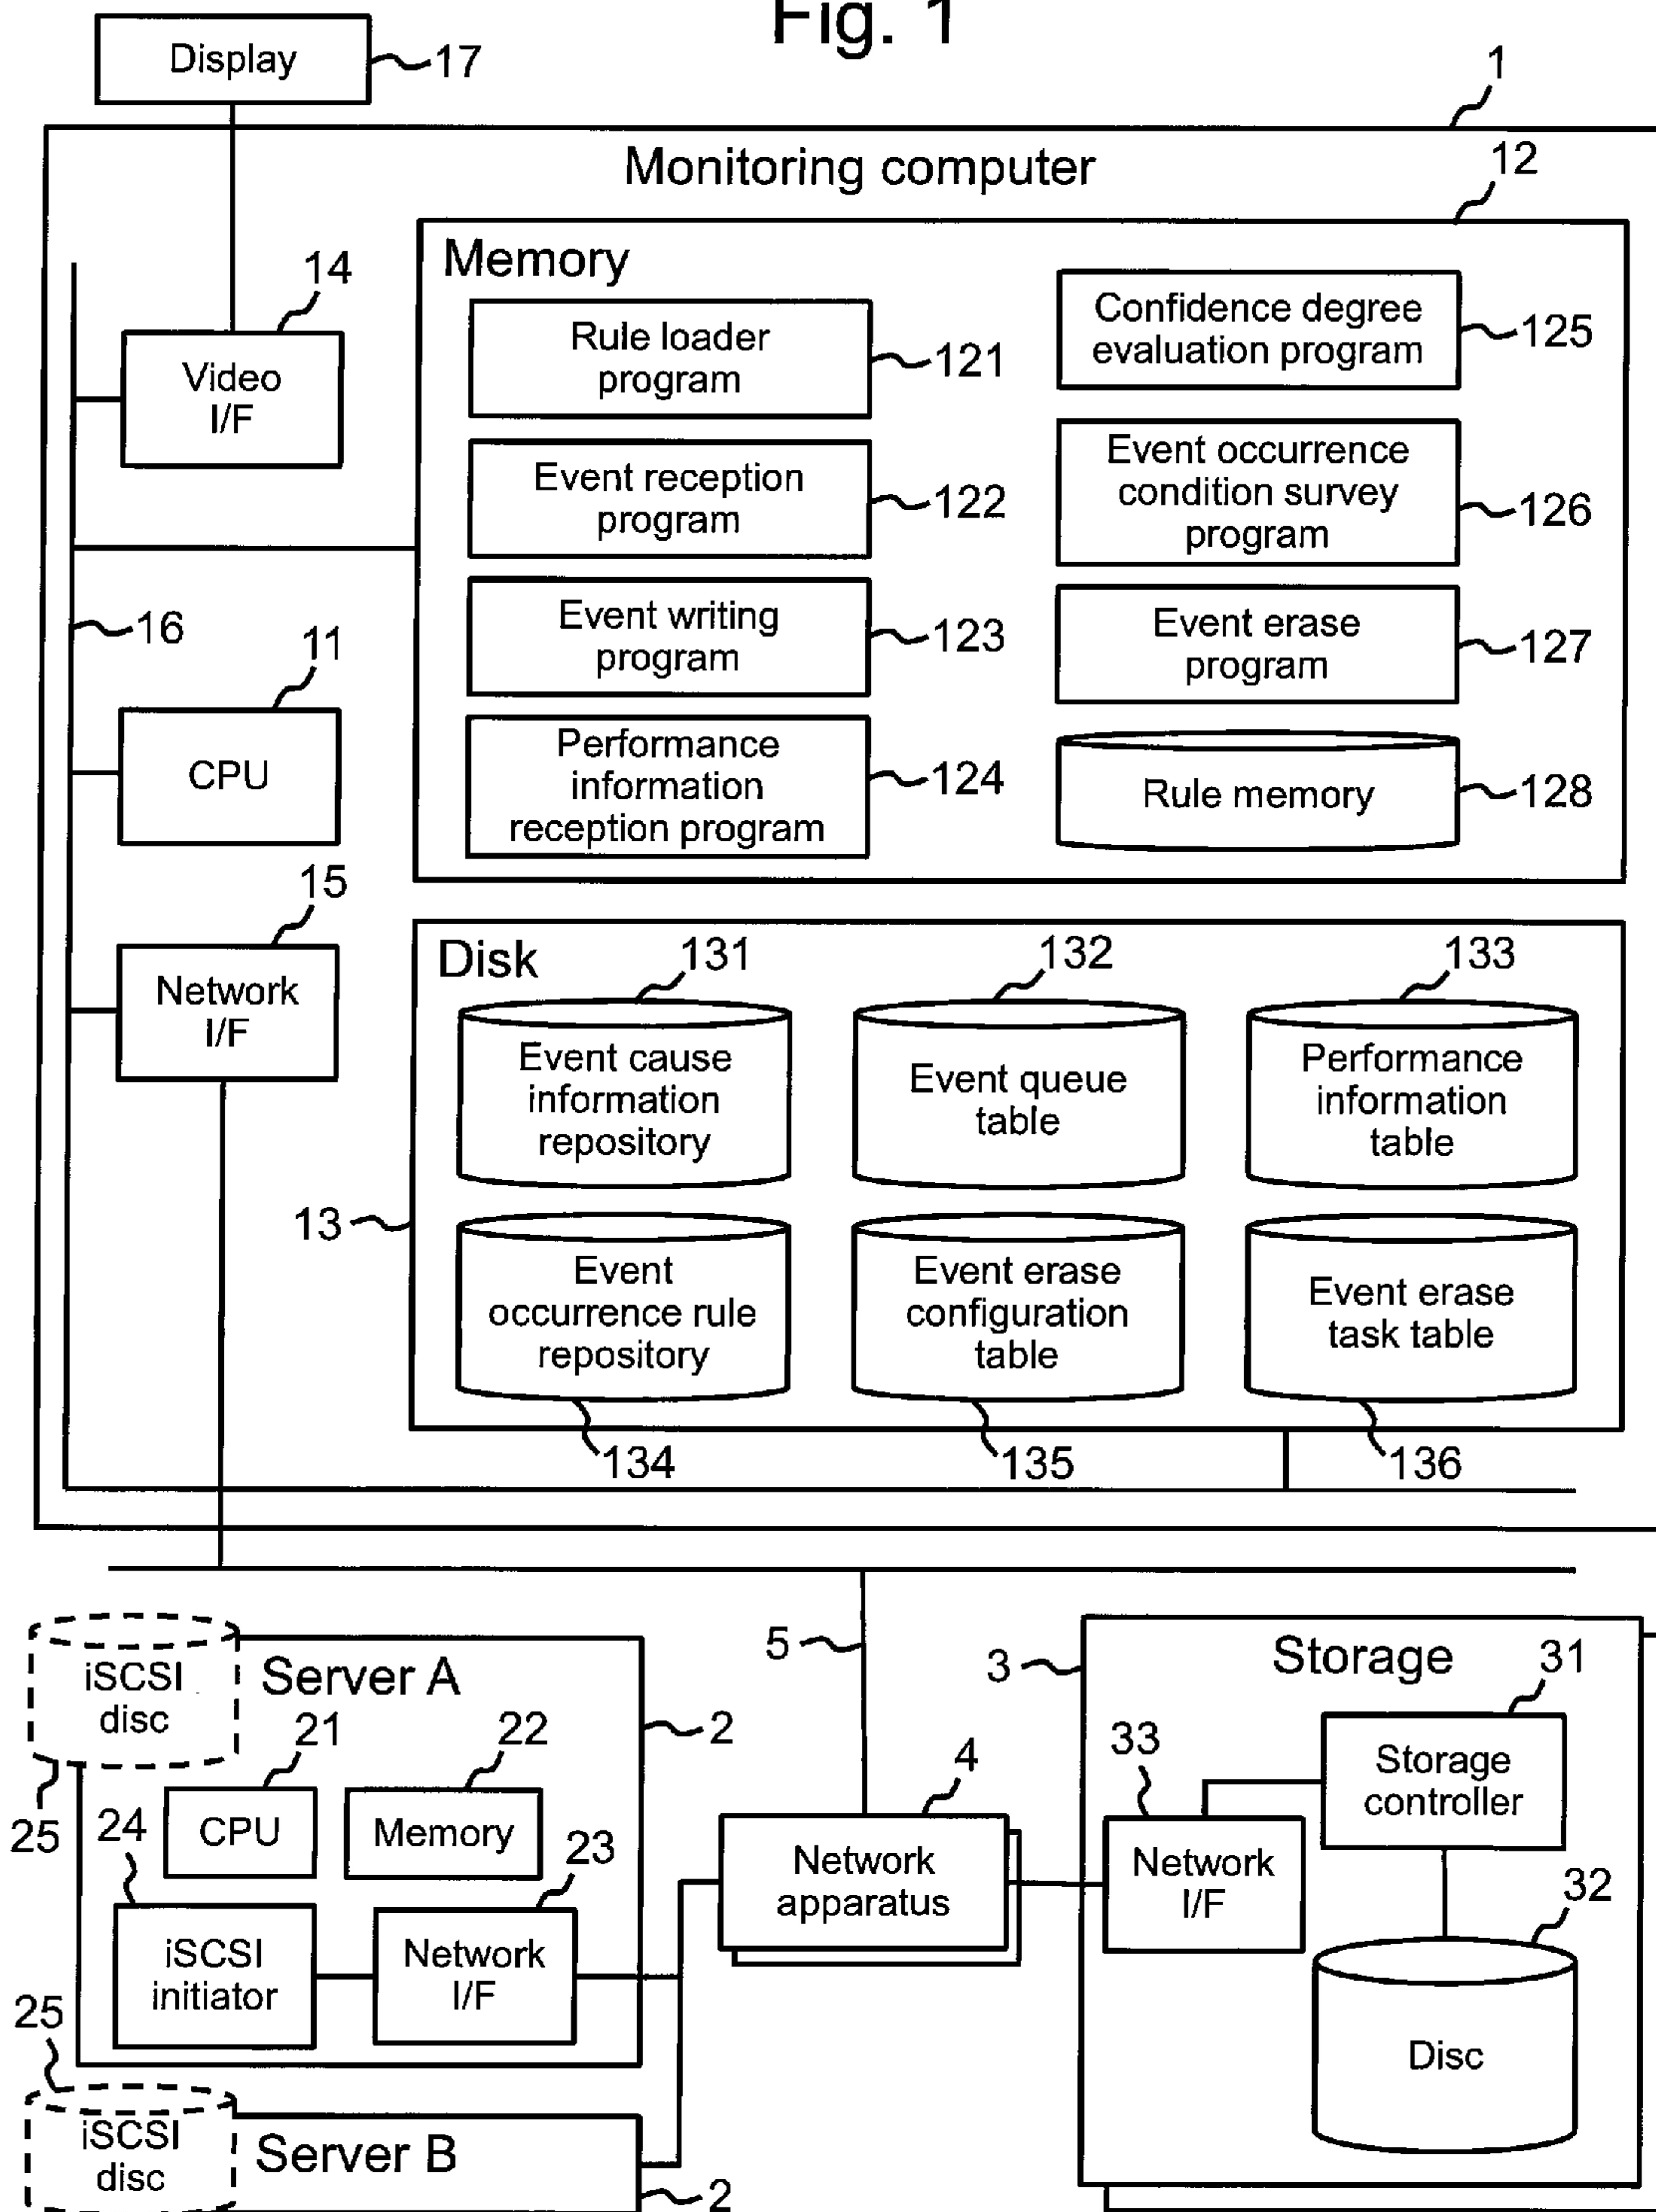 Fig. 1
Display
17
1
Monitoring computer
12
Memory
14
Video
I/F
Rule loader
program
121
Confidence degree
evaluation program
125
Event reception
program
122
Event occurrence
condition survey
program
126
16
Event writing
program
123
Event erase
program
127
11
CPU
Performance
information
reception program
124
Rule memory
128
15
Network
I/F
Disk
131
132
133
Event cause
information
repository
Event queue
table
Performance
information
table
13
Event
occurrence rule
repository
Event erase
configuration
table
Event erase
task table
134
135
136
iSCSI
disc
Server A
2
5
3
Storage
31
21
22
25
24
CPU
Memory
23
4
33
Storage
controller
Network
apparatus
Network
I/F
32
iSCSI
initiator
Network
I/F
Disc
25
iSCSI
disc
Server B
2